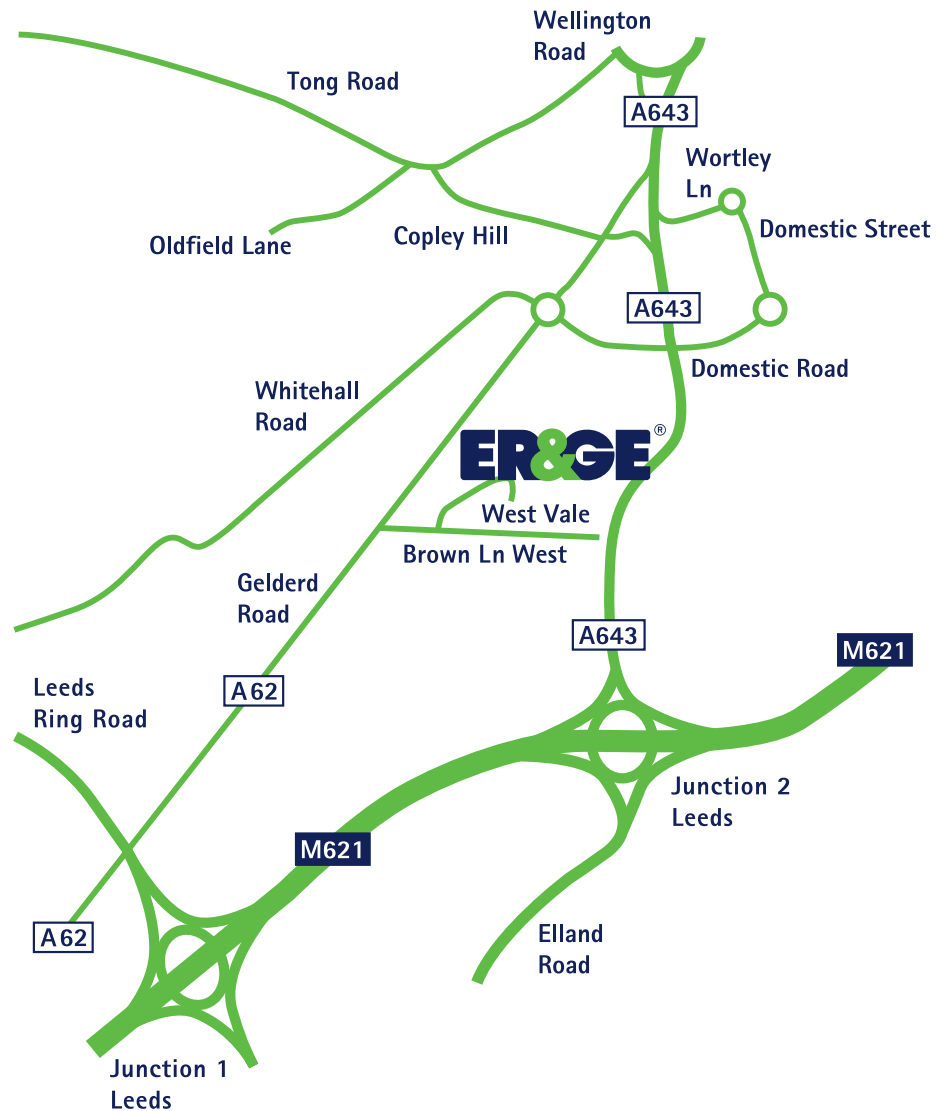 Wellington
Road
Tong Road
A643
Wortley
Ln
Domestic Street
Oldfield Lane
Copley Hill
A643
Domestic Road
Whitehall
Road
ER&GE®
West Vale
Brown Ln West
Gelderd
Road
A643
M621
Leeds
Ring Road
A62
Junction 2
Leeds
M621
A62
Elland
Road
Junction 1
Leeds